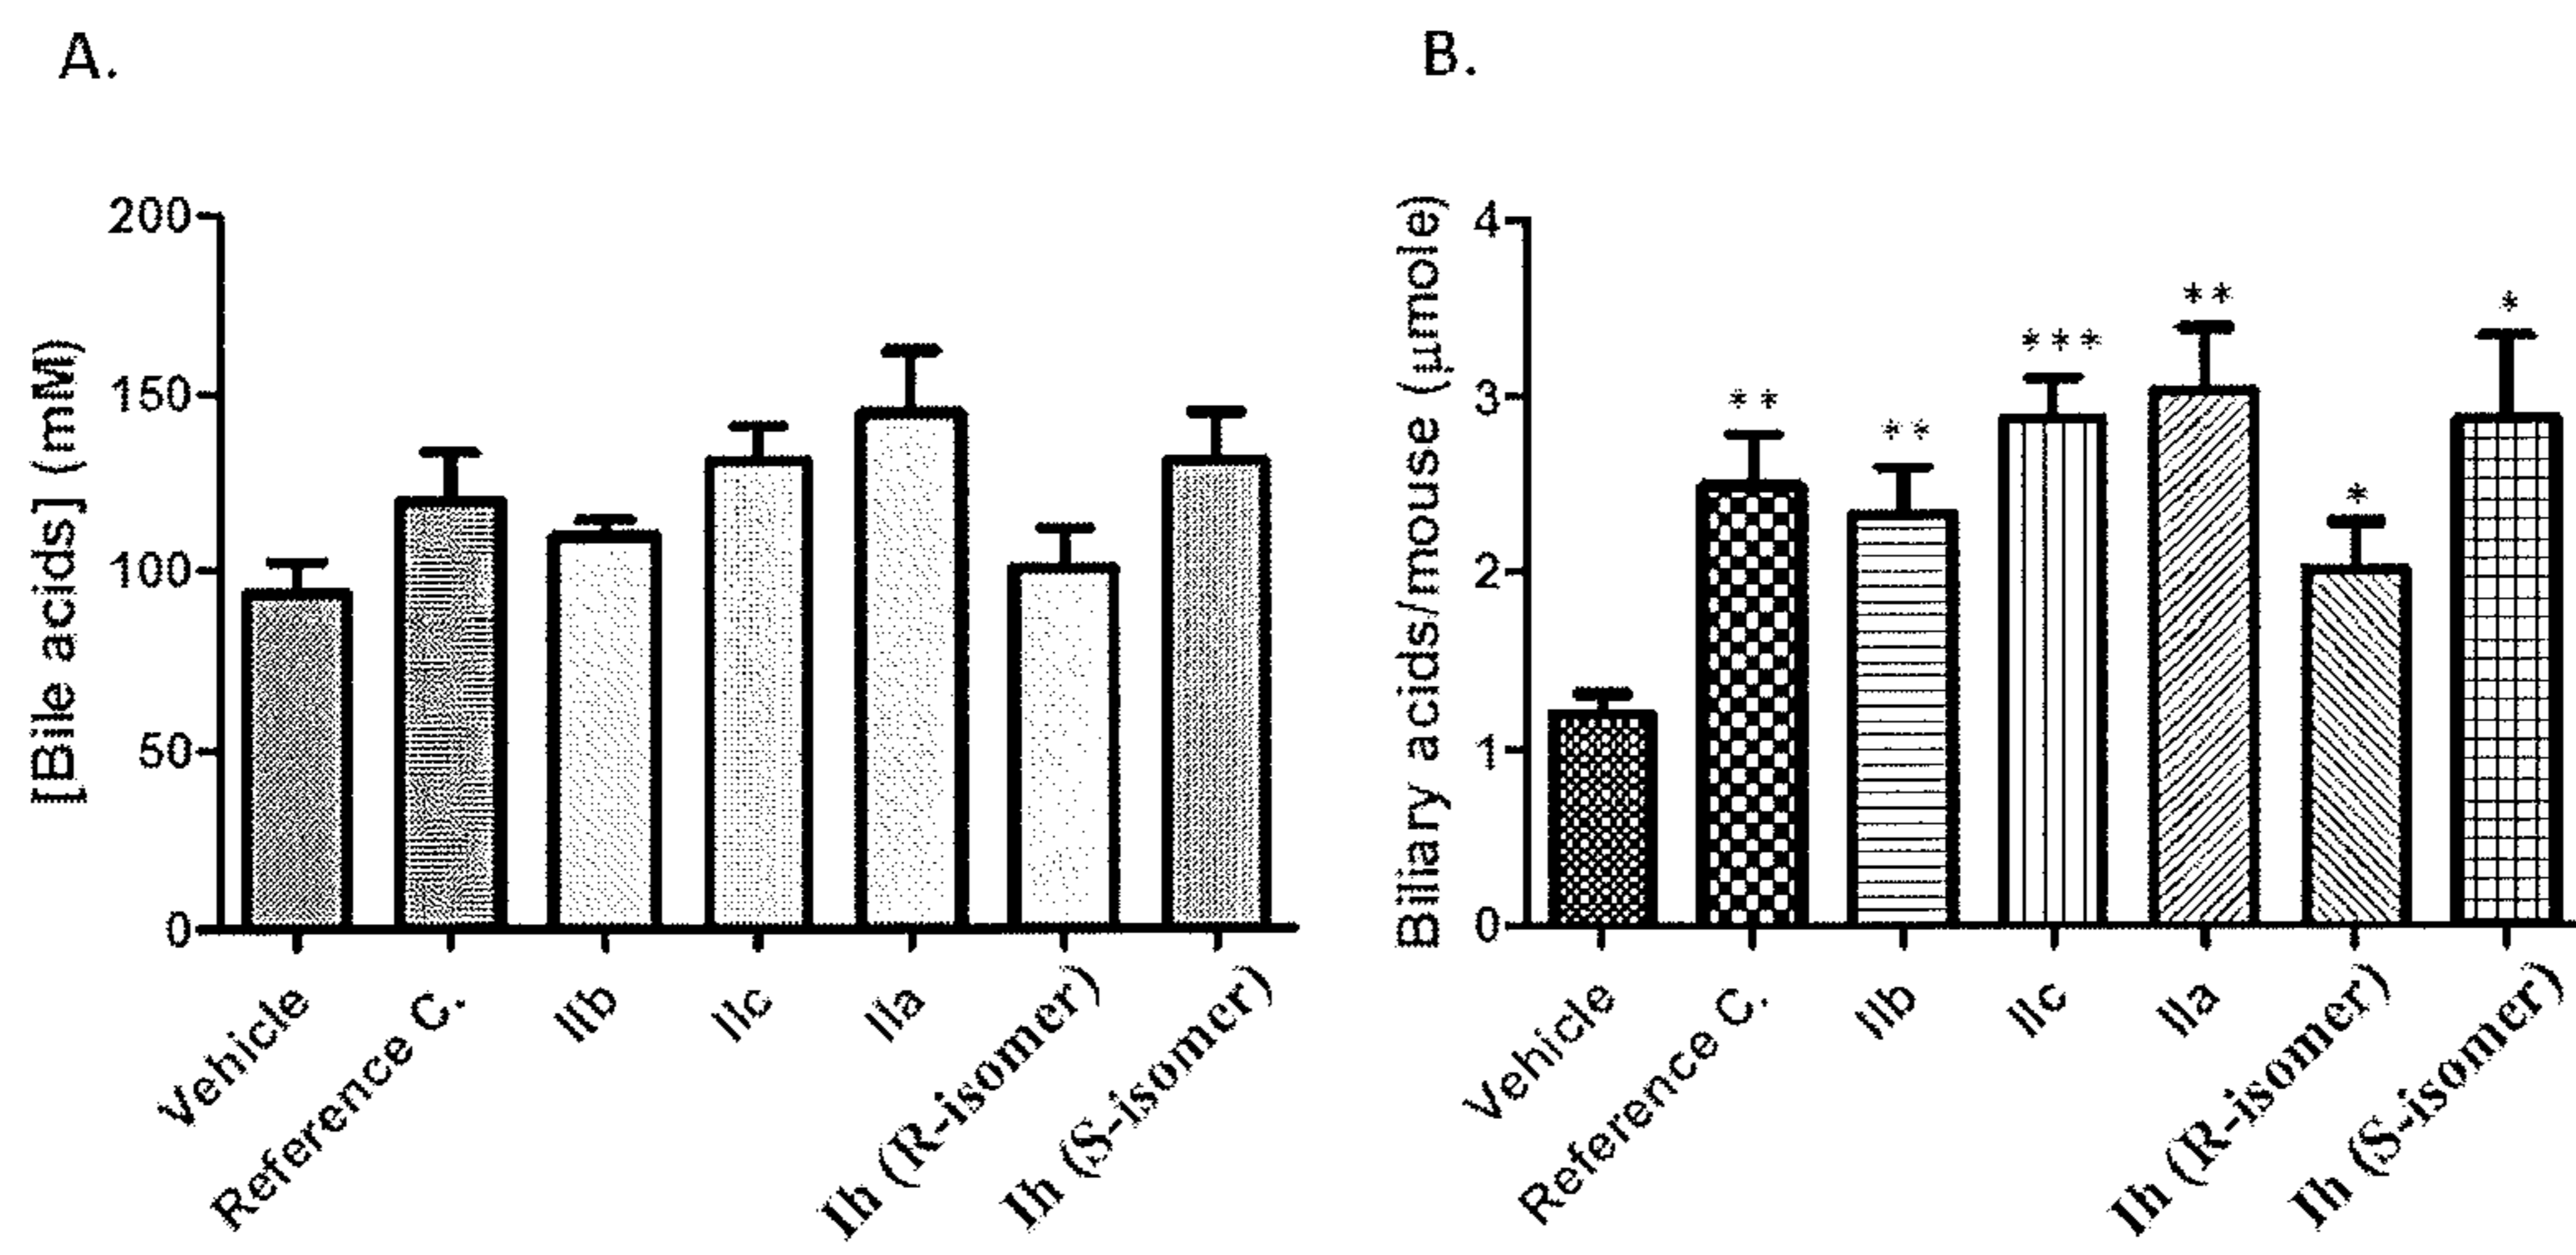 A.
[Bile acids] (mM)
200
150
100
50
0
Vehicle
Reference C.
IIb
IIc
IIa
Ih (R-isomer)
Ih (S-isomer)
B.
Biliary acids/mouse (μmole)
4
3
2
1
0
**
**
***
**
*
*
Vehicle
Reference C.
IIb
IIc
IIa
Ih (R-isomer)
Ih (S-isomer)